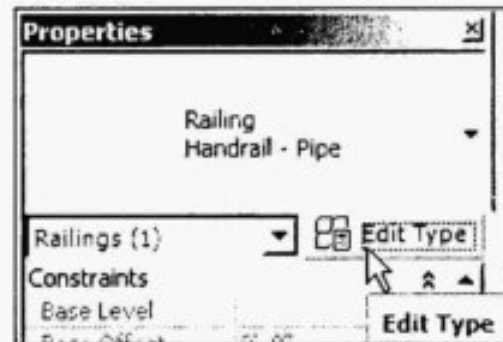 Properties
Railing
Handrail - Pipe
Railings (1)
Edit Type
Constraints
Base Level
Edit Type